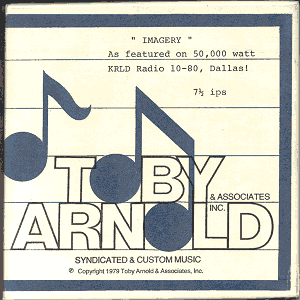 " IMAGERY "
As featured on 50,000 watt
KRLD Radio 10-80, Dallas!
7½ ips
TOBY
& ASSOCIATES
INC.
ARNOLD
SYNDICATED & CUSTOM MUSIC
℗ Copyright 1979 Toby Arnold & Associates, Inc.